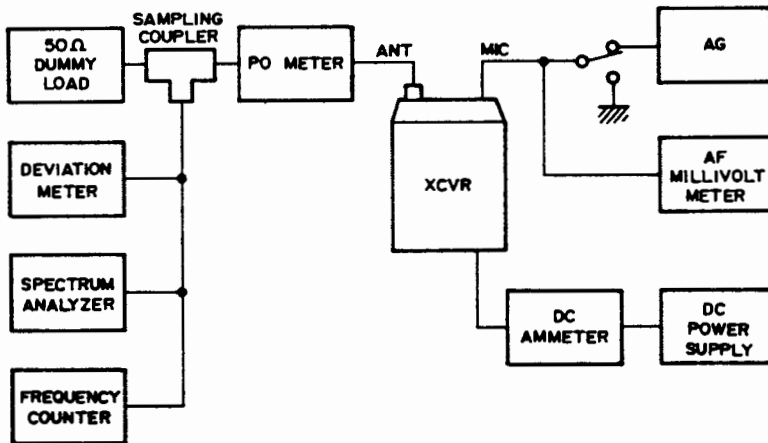 50Ω
DUMMY
LOAD
SAMPLING
COUPLER
PO METER
ANT
MIC
AG
DEVIATION
METER
XCVR
AF
MILLIVOLT
METER
SPECTRUM
ANALYZER
DC
AMMETER
DC
POWER
SUPPLY
FREQUENCY
COUNTER